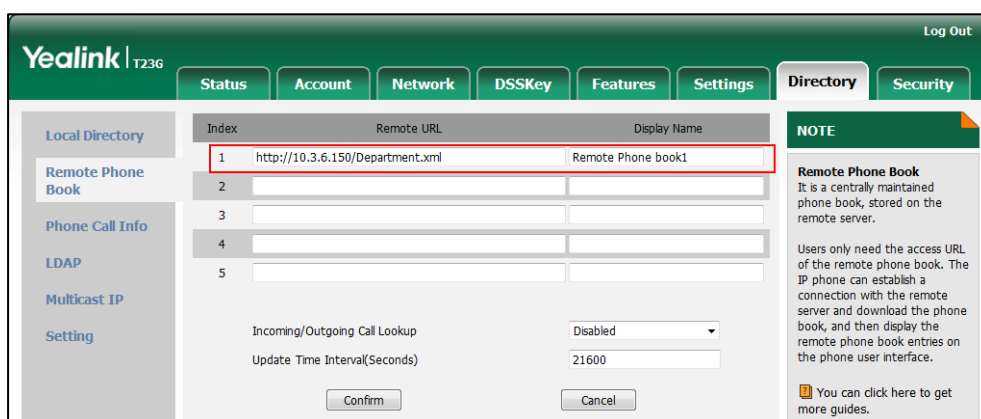 Log Out
Yealink T23G
Status Account Network DSSKey Features Settings Directory Security
Local Directory
Remote Phone
Book
Phone Call Info
LDAP
Multicast IP
Setting
Index Remote URL Display Name
1 http://10.3.6.150/Department.xml Remote Phone book1
2
3
4
5
Incoming/Outgoing Call Lookup Disabled
Update Time Interval(Seconds) 21600
Confirm Cancel
NOTE
Remote Phone Book
It is a centrally maintained
phone book, stored on the
remote server.
Users only need the access URL
of the remote phone book. The
IP phone can establish a
connection with the remote
server and download the phone
book, and then display the
remote phone book entries on
the phone user interface.
You can click here to get
more guides.